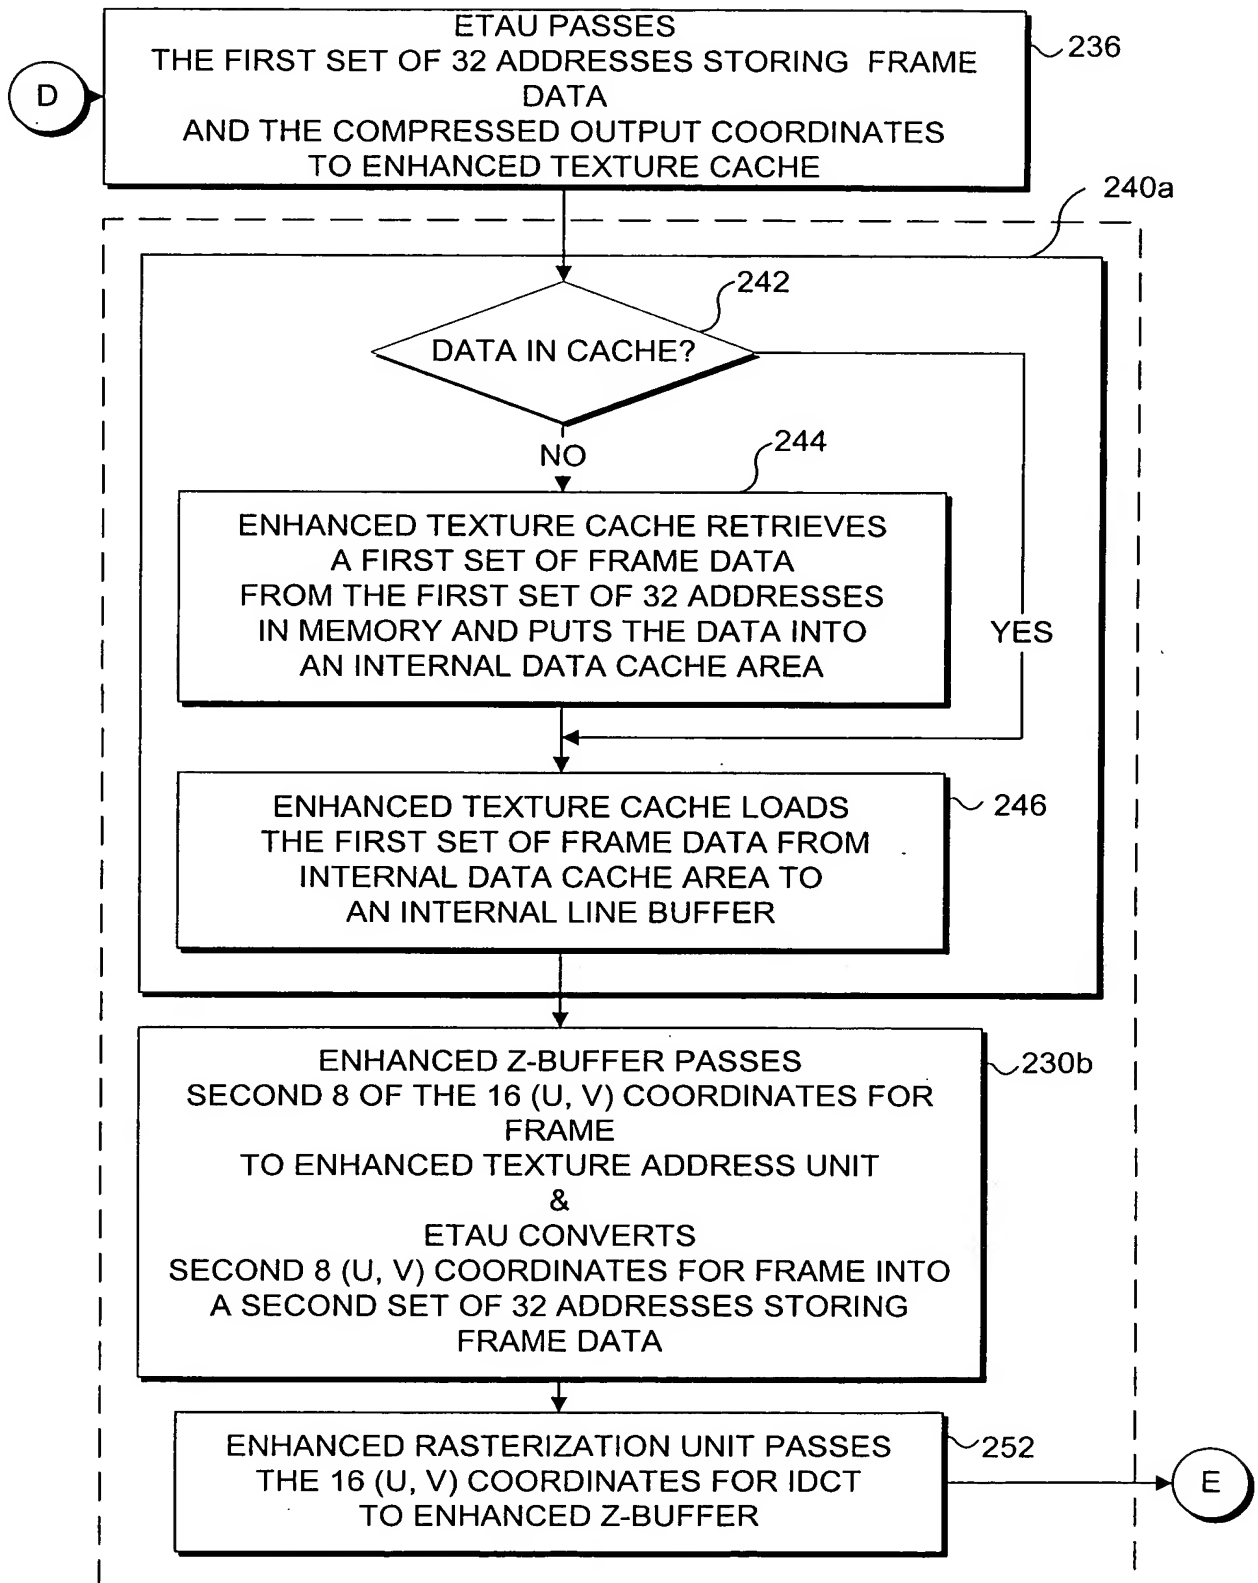 ETAU PASSES
THE FIRST SET OF 32 ADDRESSES STORING FRAME
DATA
AND THE COMPRESSED OUTPUT COORDINATES
TO ENHANCED TEXTURE CACHE
236
D
240a
242
DATA IN CACHE?
NO
244
ENHANCED TEXTURE CACHE RETRIEVES
A FIRST SET OF FRAME DATA
FROM THE FIRST SET OF 32 ADDRESSES
IN MEMORY AND PUTS THE DATA INTO
AN INTERNAL DATA CACHE AREA
YES
ENHANCED TEXTURE CACHE LOADS
THE FIRST SET OF FRAME DATA FROM
INTERNAL DATA CACHE AREA TO
AN INTERNAL LINE BUFFER
246
ENHANCED Z-BUFFER PASSES
SECOND 8 OF THE 16 (U, V) COORDINATES FOR
FRAME
TO ENHANCED TEXTURE ADDRESS UNIT
&
ETAU CONVERTS
SECOND 8 (U, V) COORDINATES FOR FRAME INTO
A SECOND SET OF 32 ADDRESSES STORING
FRAME DATA
230b
ENHANCED RASTERIZATION UNIT PASSES
THE 16 (U, V) COORDINATES FOR IDCT
TO ENHANCED Z-BUFFER
252
E